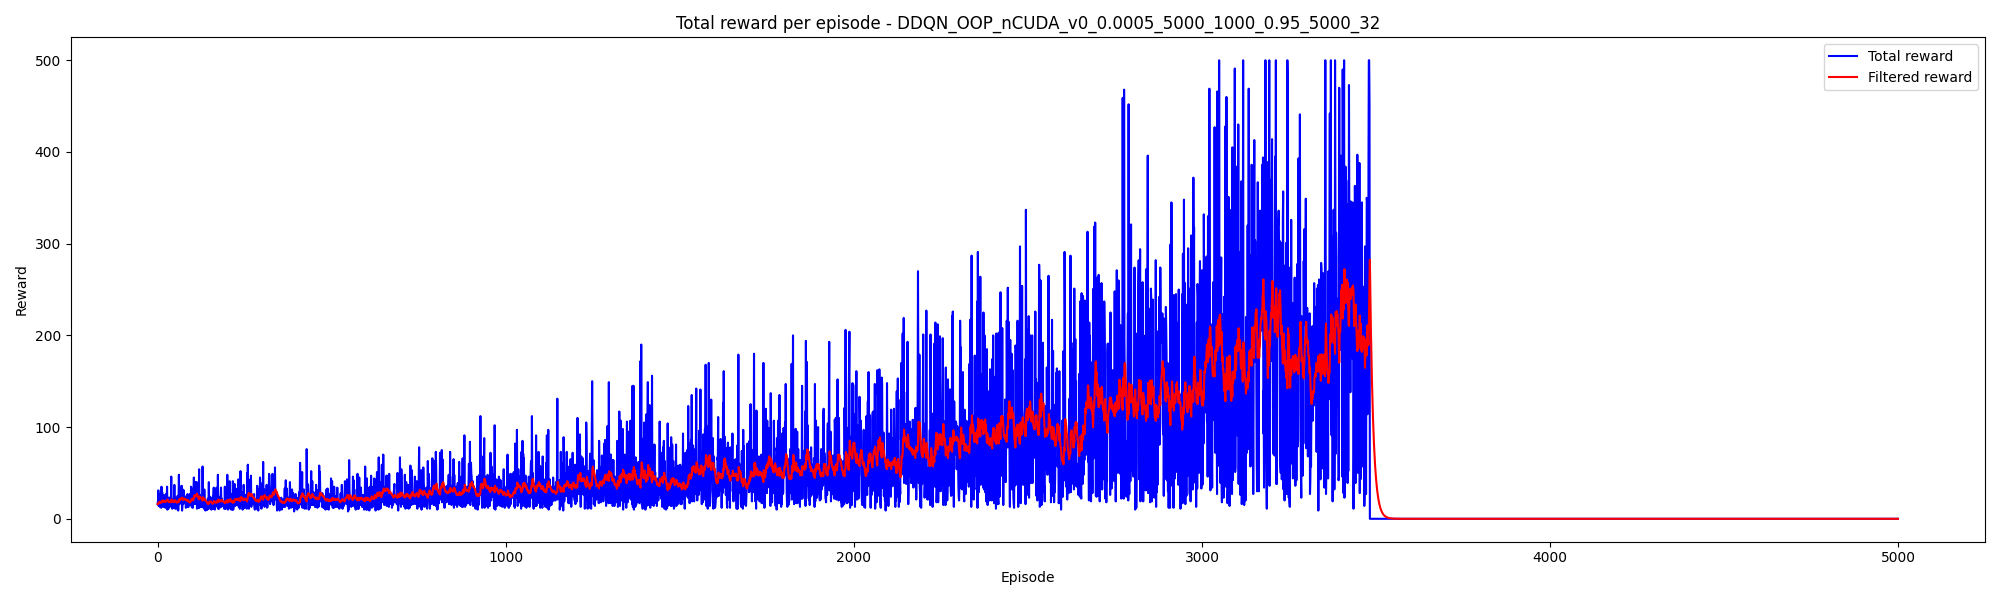 Total reward per episode - DDQN_OOP_nCUDA_v0_0.0005_5000_1000_0.95_5000_32
Total reward
Filtered reward
Reward
500
400
300
200
100
0
0 1000 2000 3000 4000 5000
Episode